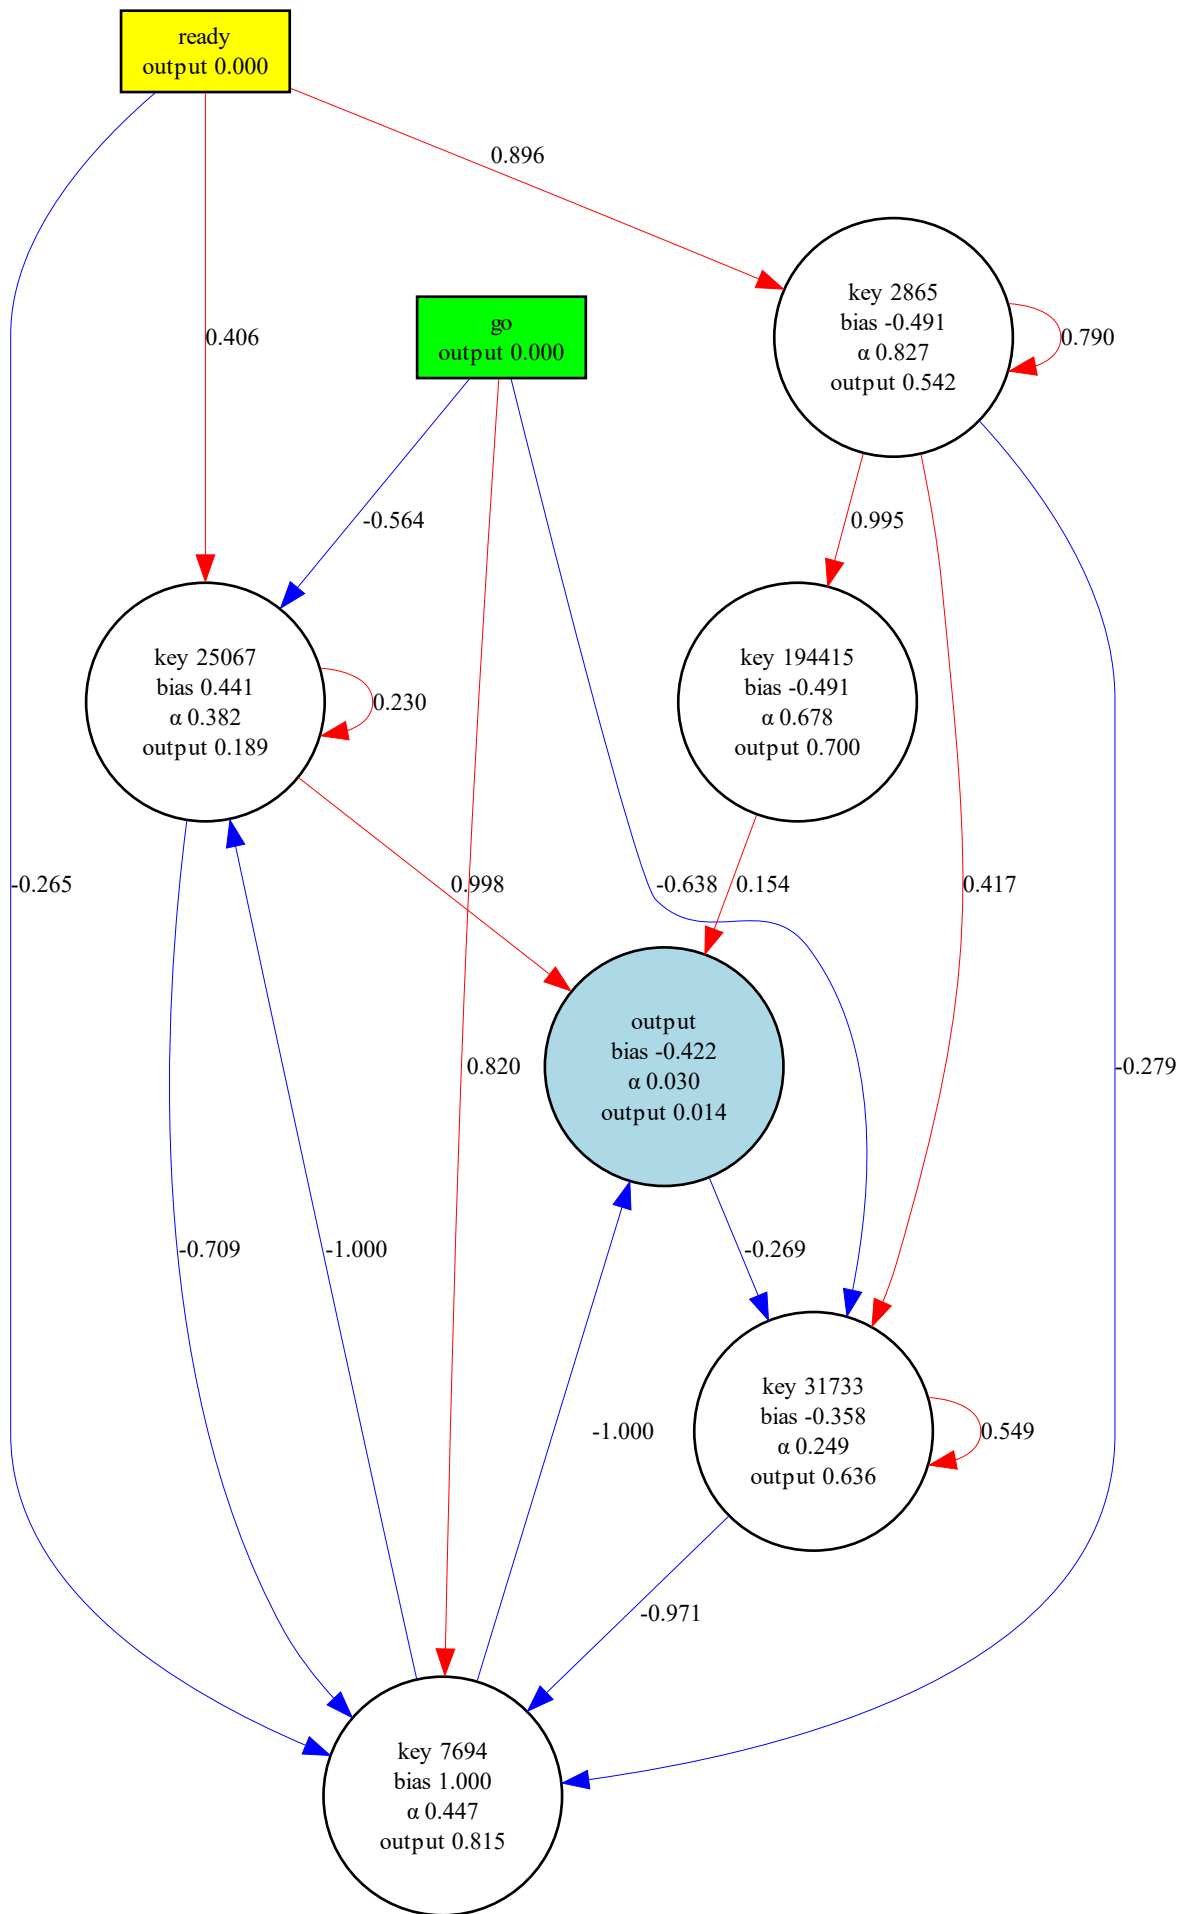 ready
output 0.000
0.896
key 2865
bias -0.491
α 0.827
output 0.542
0.790
go
output 0.000
0.406
-0.564
0.995
key 25067
bias 0.441
α 0.382
output 0.189
0.230
key 194415
bias -0.491
α 0.678
output 0.700
-0.265
0.998
-0.638
0.154
0.417
output
bias -0.422
α 0.030
output 0.014
0.820
-0.279
-0.709
-1.000
-0.269
key 31733
bias -0.358
α 0.249
output 0.636
-1.000
0.549
-0.971
key 7694
bias 1.000
α 0.447
output 0.815